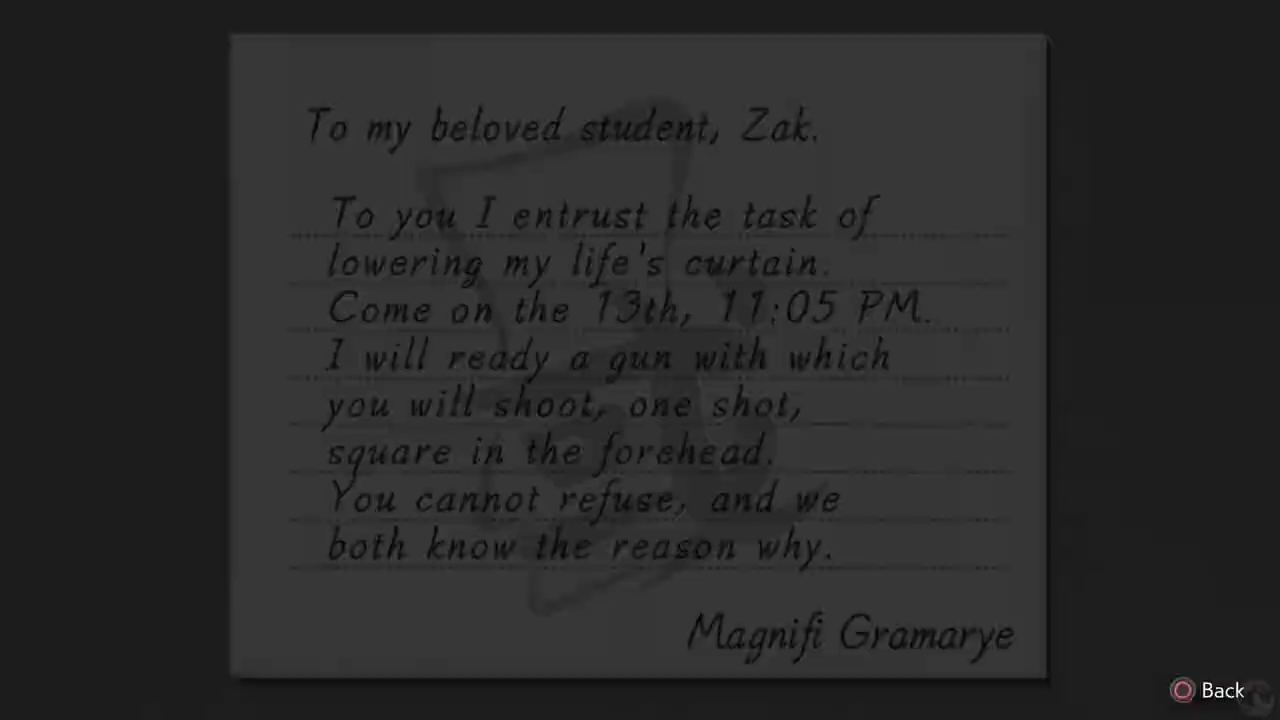 To my beloved student, Zak.
To you I entrust the task of
lowering my life's curtain.
Come on the 13th, 11:05 PM.
I will ready a gun with which
you will shoot, one shot,
square in the forehead.
You cannot refuse, and we
both know the reason why.
Magnifi Gramarye
Back